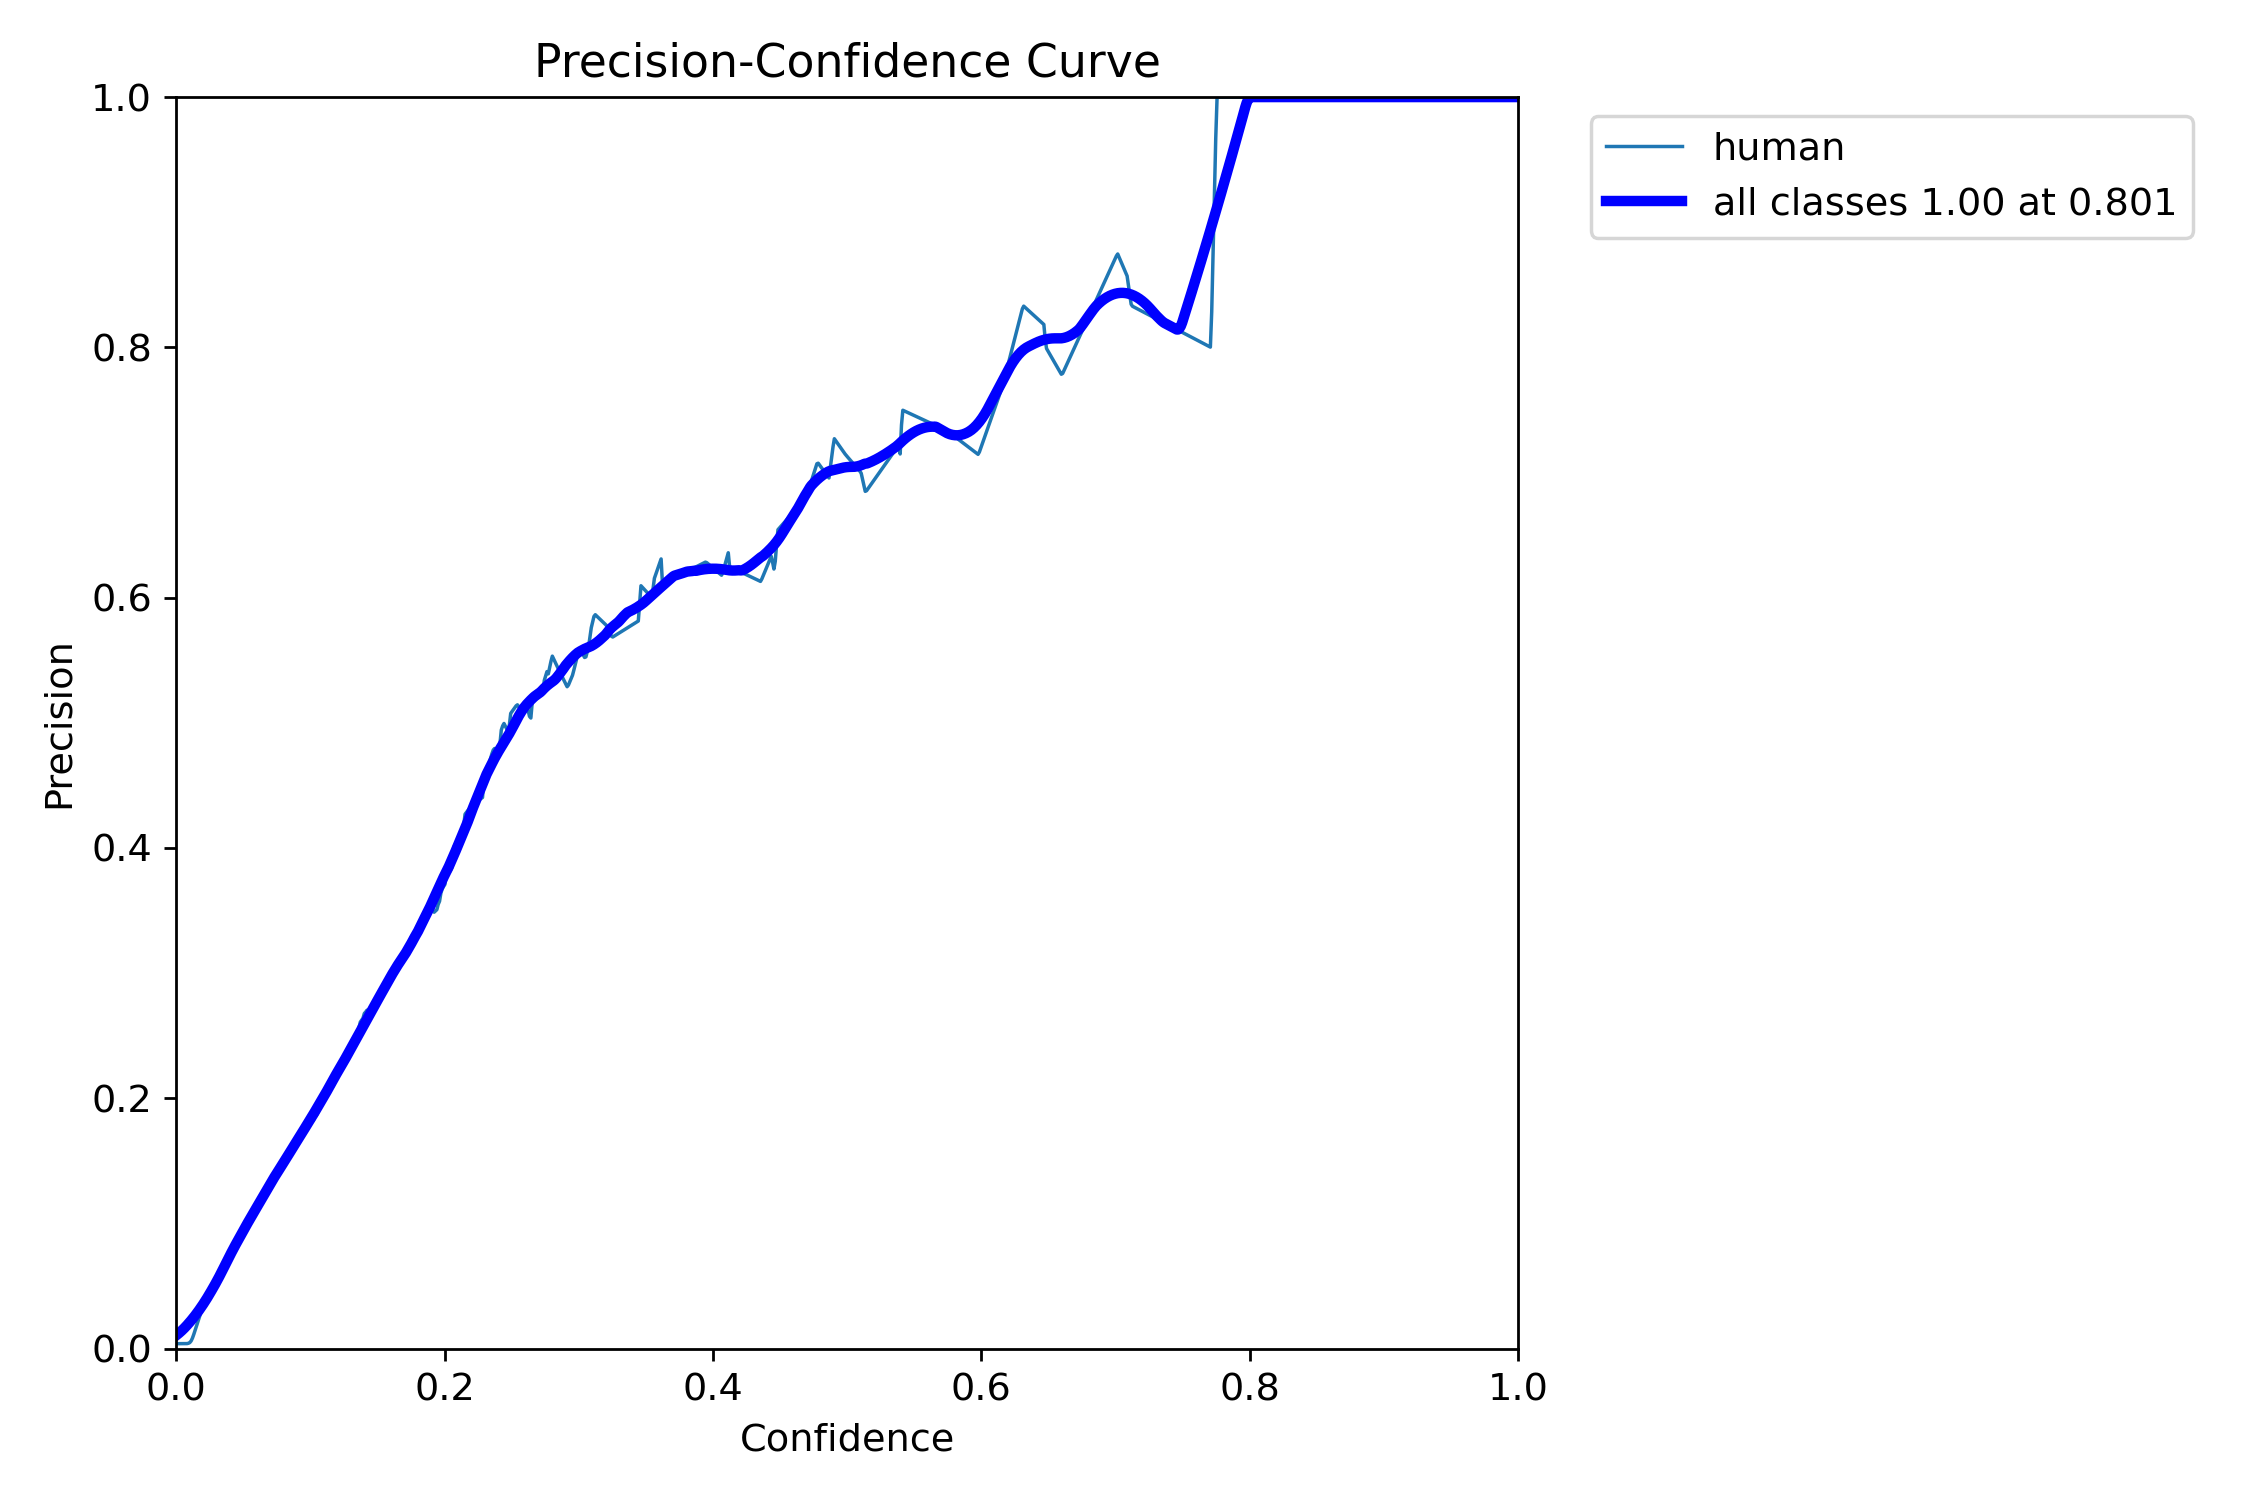 Precision-Confidence Curve
human
all classes 1.00 at 0.801
Precision
1.0
0.8
0.6
0.4
0.2
0.0
0.0 0.2 0.4 0.6 0.8 1.0
Confidence